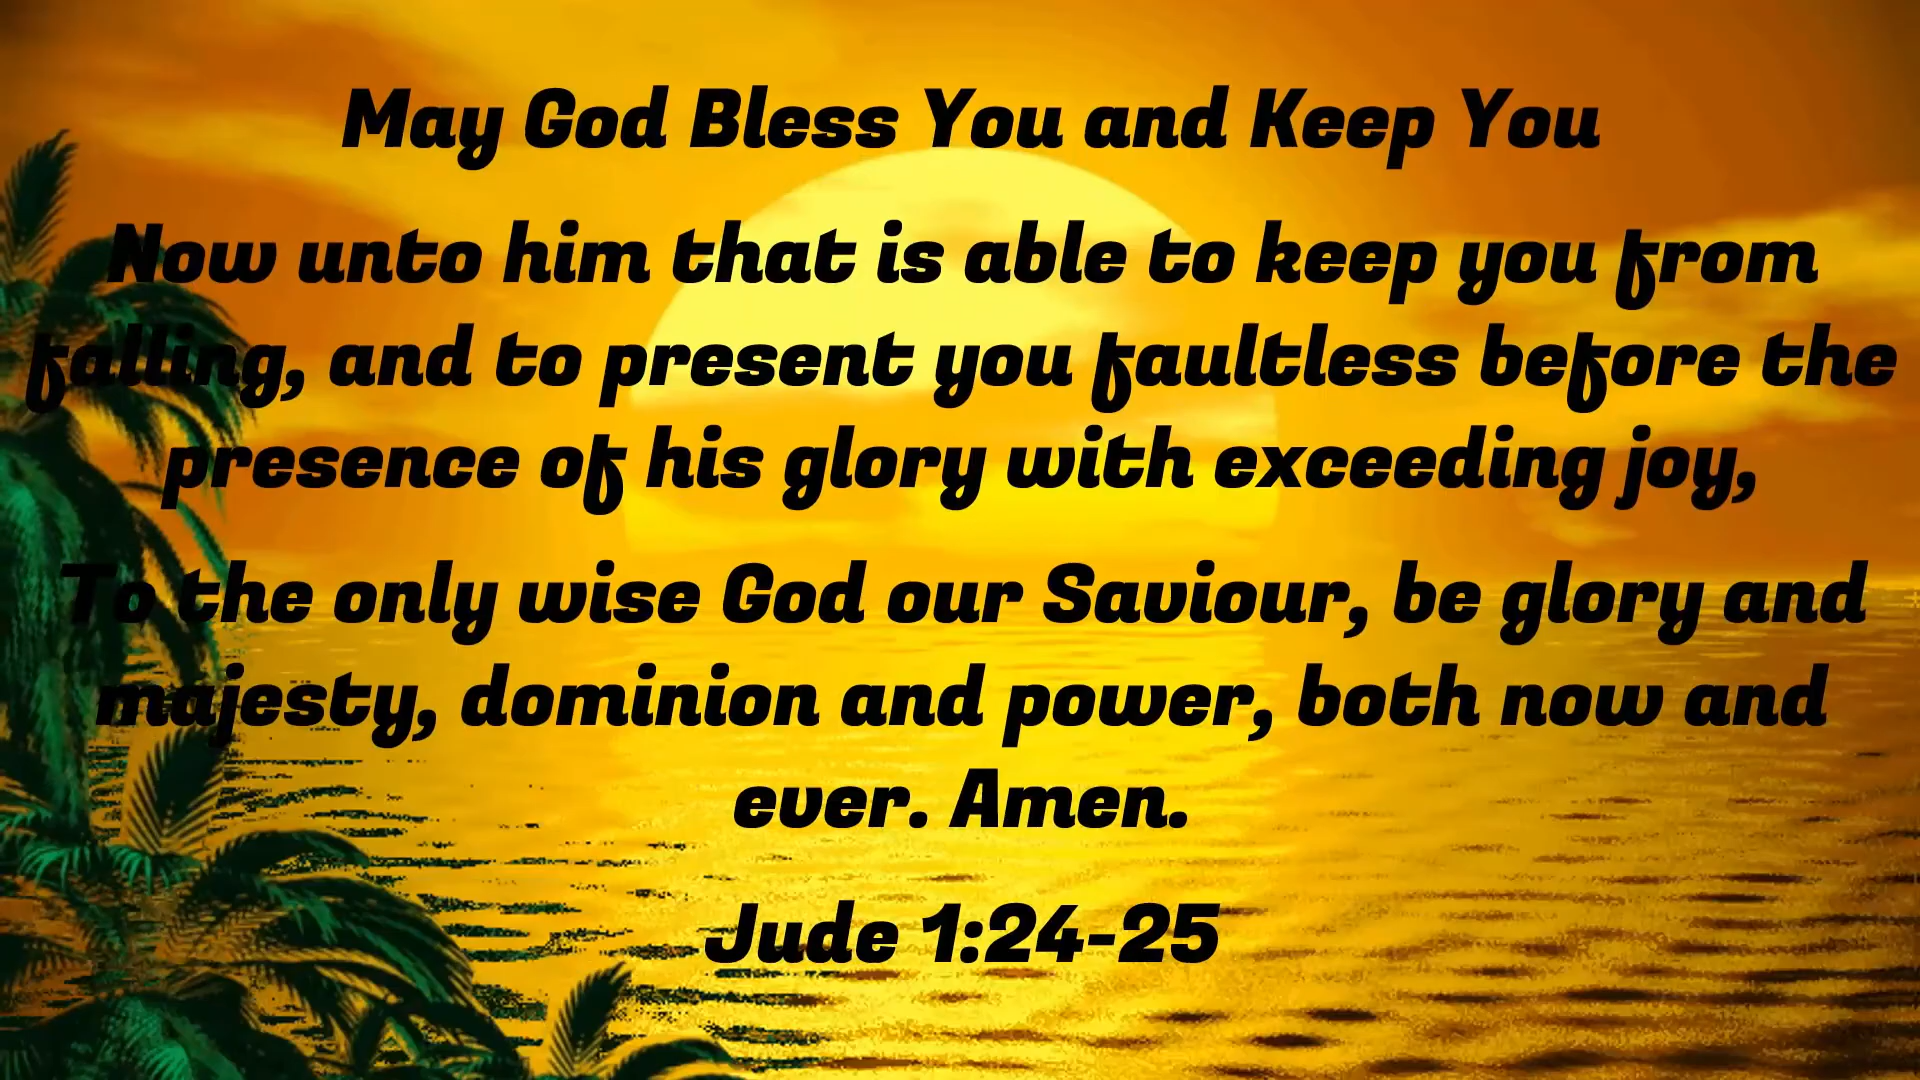 May God Bless You and Keep You
Now unto him that is able to keep you from
falling, and to present you faultless before the
presence of his glory with exceeding joy,
To the only wise God our Saviour, be glory and
majesty, dominion and power, both now and
ever. Amen.
Jude 1:24-25